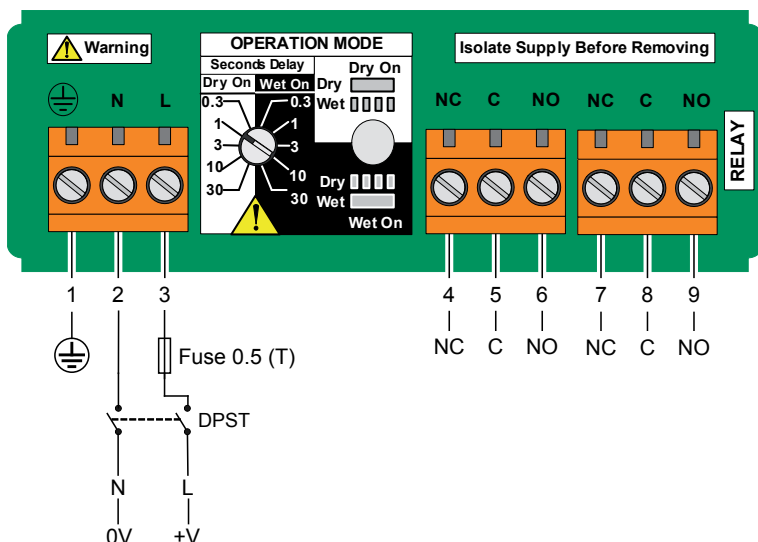 Warning
OPERATION MODE
Isolate Supply Before Removing
Seconds Delay
Dry On
Dry On Wet On
Dry
Wet
0.3 0.3
1 1
3 3
10 10
30 30
Dry
Wet
Wet On
N L
NC C NO
NC C NO
RELAY
1 2 3
4 5 6
7 8 9
NC C NO
NC C NO
Fuse 0.5 (T)
DPST
N L
0V +V